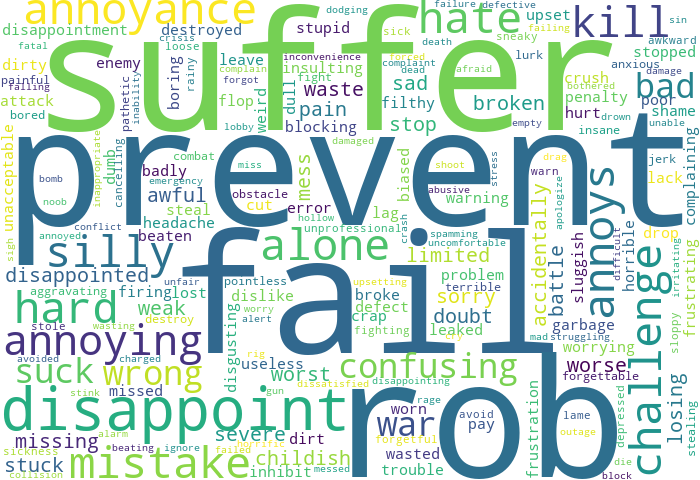 annoyance
dodging
failure
defective
sin
stupid
hate
upset
failing
awkward
kill
disappointment
destroyed
crisis
sick
sneaky
suffer
fatal
loose
inconvenience
forced
complaint
death
stopped
dirty
enemy
leave
complain
insulting
dead
afraid
lurk
anxious
damage
painful
failing
pathetic
inability
boring
rainy
forgot
fight
waste
sad
crush
bothered
bad
attack
flop
weird
dull
pain
filthy
broken
penalty
poor
shame
bored
lobby
blocking
stop
empty
hurt
drown
insane
unable
complaining
unacceptable
inappropriate
dumb
cancelling
combat
miss
damaged
biased
shoot
stress
drag
jerk
prevent
bomb
badly
emergency
mess
obstacle
abusive
warn
lack
noob
awful
steal
cut
error
hollow
lag
warning
accidentally
apologize
annoys
conflict
headache
unprofessional
crash
spamming
drop
sigh
annoyed
beaten
uncomfortable
battle
sluggish
difficult
horrible
irritating
frustrating
silly
fail
alone
limited
disappointed
unfair
pointless
upsetting
problem
terrible
aggravating
firing
lost
dislike
broke
sorry
garbage
challenge
stole
hard
weak
worry
defect
crap
leaked
doubt
wasting
destroy
alert
fighting
cry
mad
struggling
sloppy
annoying
disgusting
worrying
avoided
charged
rig
useless
confusing
worse
suck
wrong
worst
dissatisfied
disappointing
forgettable
losing
stealing
stink
missed
gun
rage
frustration
depressed
disappoint
rob
worn
avoid
lame
war
pay
missing
alarm
severe
dirt
forgetful
outage
sickness
beating
ignore
horrific
failed
childish
wasted
die
stuck
mistake
inhibit
messed
trouble
block
collision